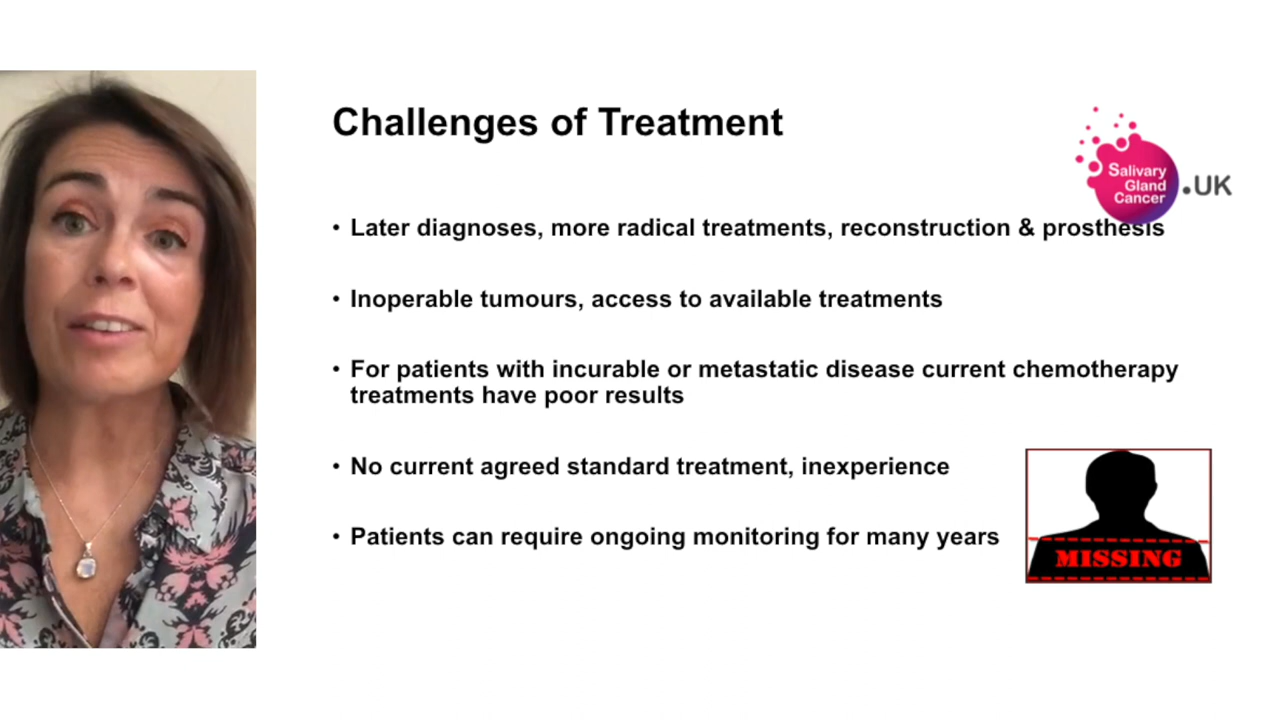 Challenges of Treatment
Salivary
Gland
Cancer
.UK
• Later diagnoses, more radical treatments, reconstruction & prosthesis
• Inoperable tumours, access to available treatments
• For patients with incurable or metastatic disease current chemotherapy
treatments have poor results
• No current agreed standard treatment, inexperience
• Patients can require ongoing monitoring for many years
MISSING